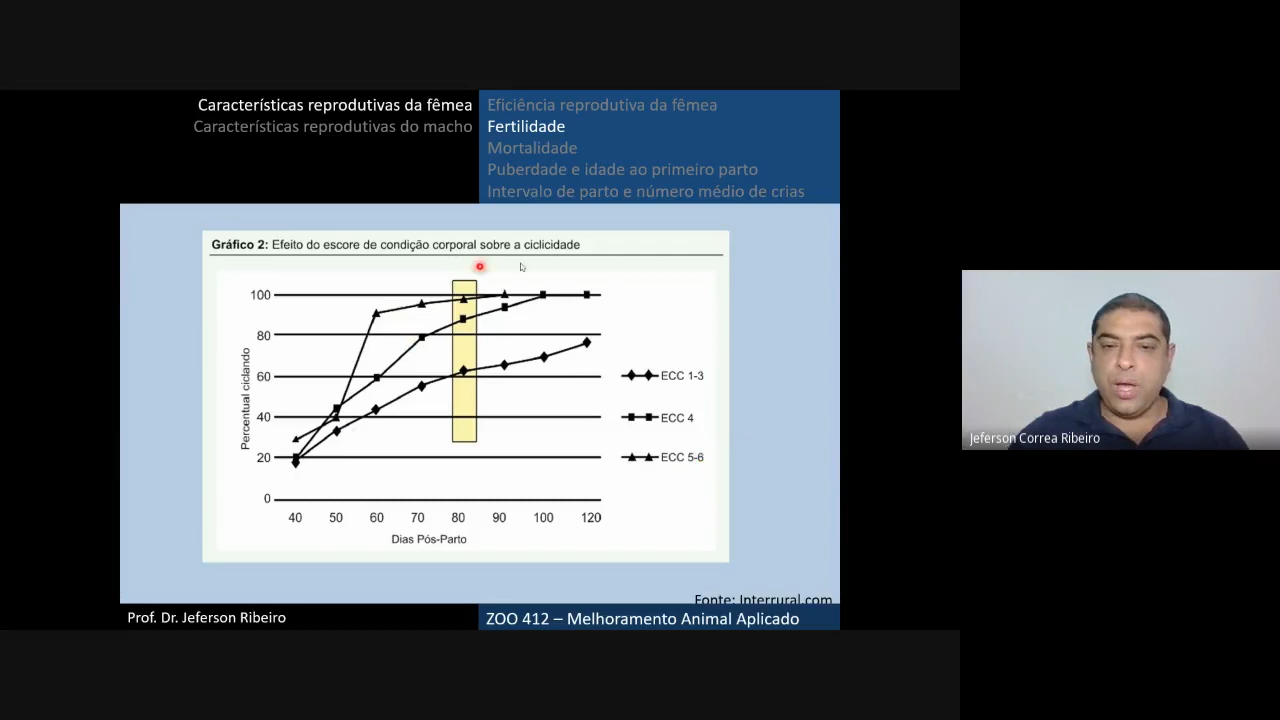 Características reprodutivas da fêmea
Características reprodutivas do macho
Eficiência reprodutiva da fêmea
Fertilidade
Mortalidade
Puberdade e idade ao primeiro parto
Intervalo de parto e número médio de crias
Gráfico 2: Efeito do escore de condição corporal sobre a ciclicidade
Percentual ciclando
100
80
60
40
20
0
40 50 60 70 80 90 100 120
Dias Pós-Parto
ECC 1-3
ECC 4
ECC 5-6
Fonte: Interrural.com
Prof. Dr. Jeferson Ribeiro
ZOO 412 – Melhoramento Animal Aplicado
Jeferson Correa Ribeiro